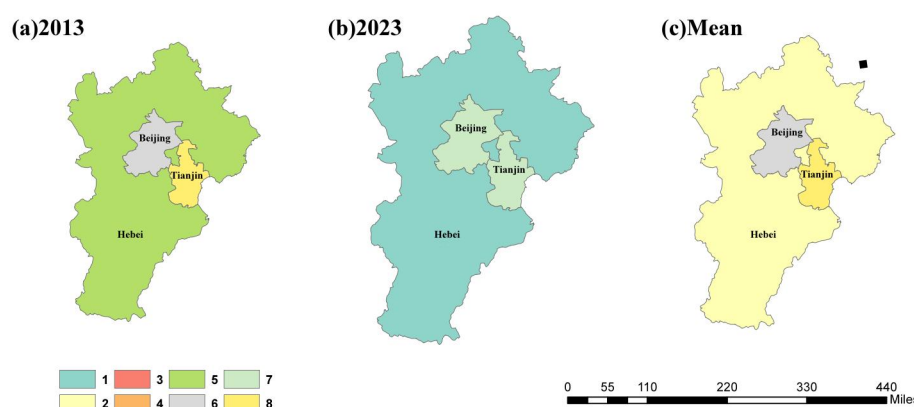 (a)2013
(b)2023
(c)Mean
Beijing
Tianjin
Hebei
Beijing
Tianjin
Hebei
Beijing
Tianjin
Hebei
1 3 5 7
2 4 6 8
0 55 110 220 330 440
Miles